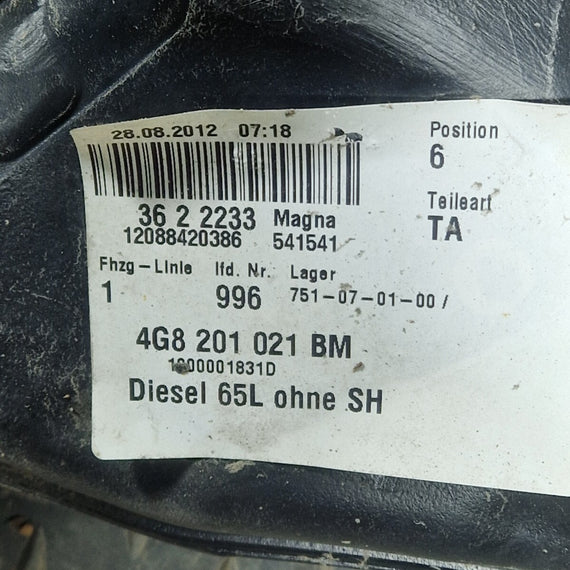 28.08.2012 07:18
Position
6
36 2 2233 Magna
12088420386 541541
Teileart
TA
Fhzg-Linie lfd. Nr. Lager
1 996 751-07-01-00 /
4G8 201 021 BM
Diesel 65L ohne SH